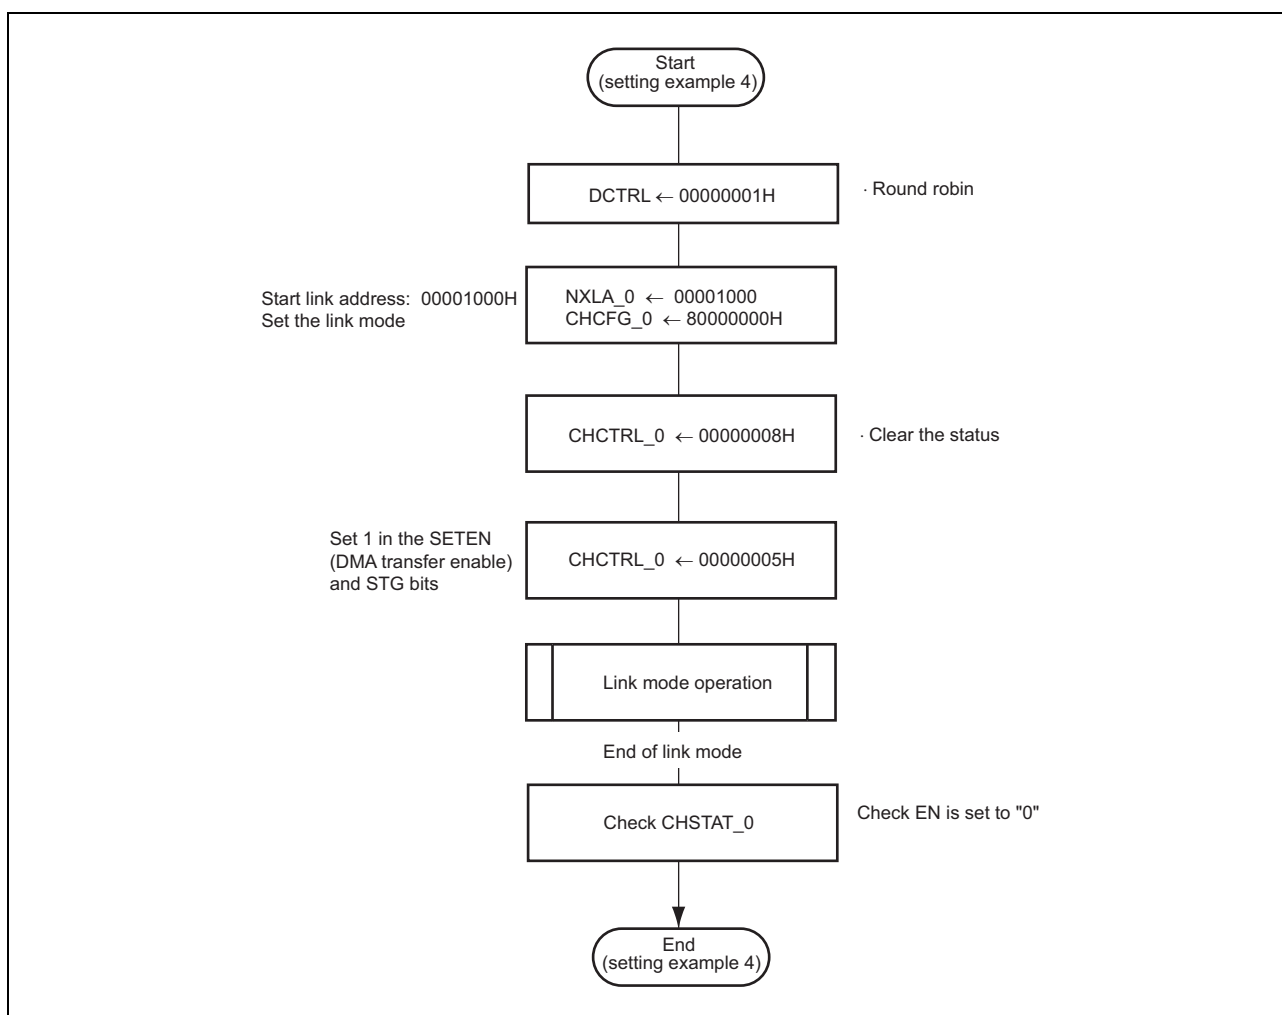 Start
(setting example 4)
DCTRL ← 00000001H
· Round robin
Start link address: 00001000H
Set the link mode
NXLA_0 ← 00001000
CHCFG_0 ← 80000000H
CHCTRL_0 ← 00000008H
· Clear the status
Set 1 in the SETEN
(DMA transfer enable)
and STG bits
CHCTRL_0 ← 00000005H
Link mode operation
End of link mode
Check CHSTAT_0
Check EN is set to "0"
End
(setting example 4)